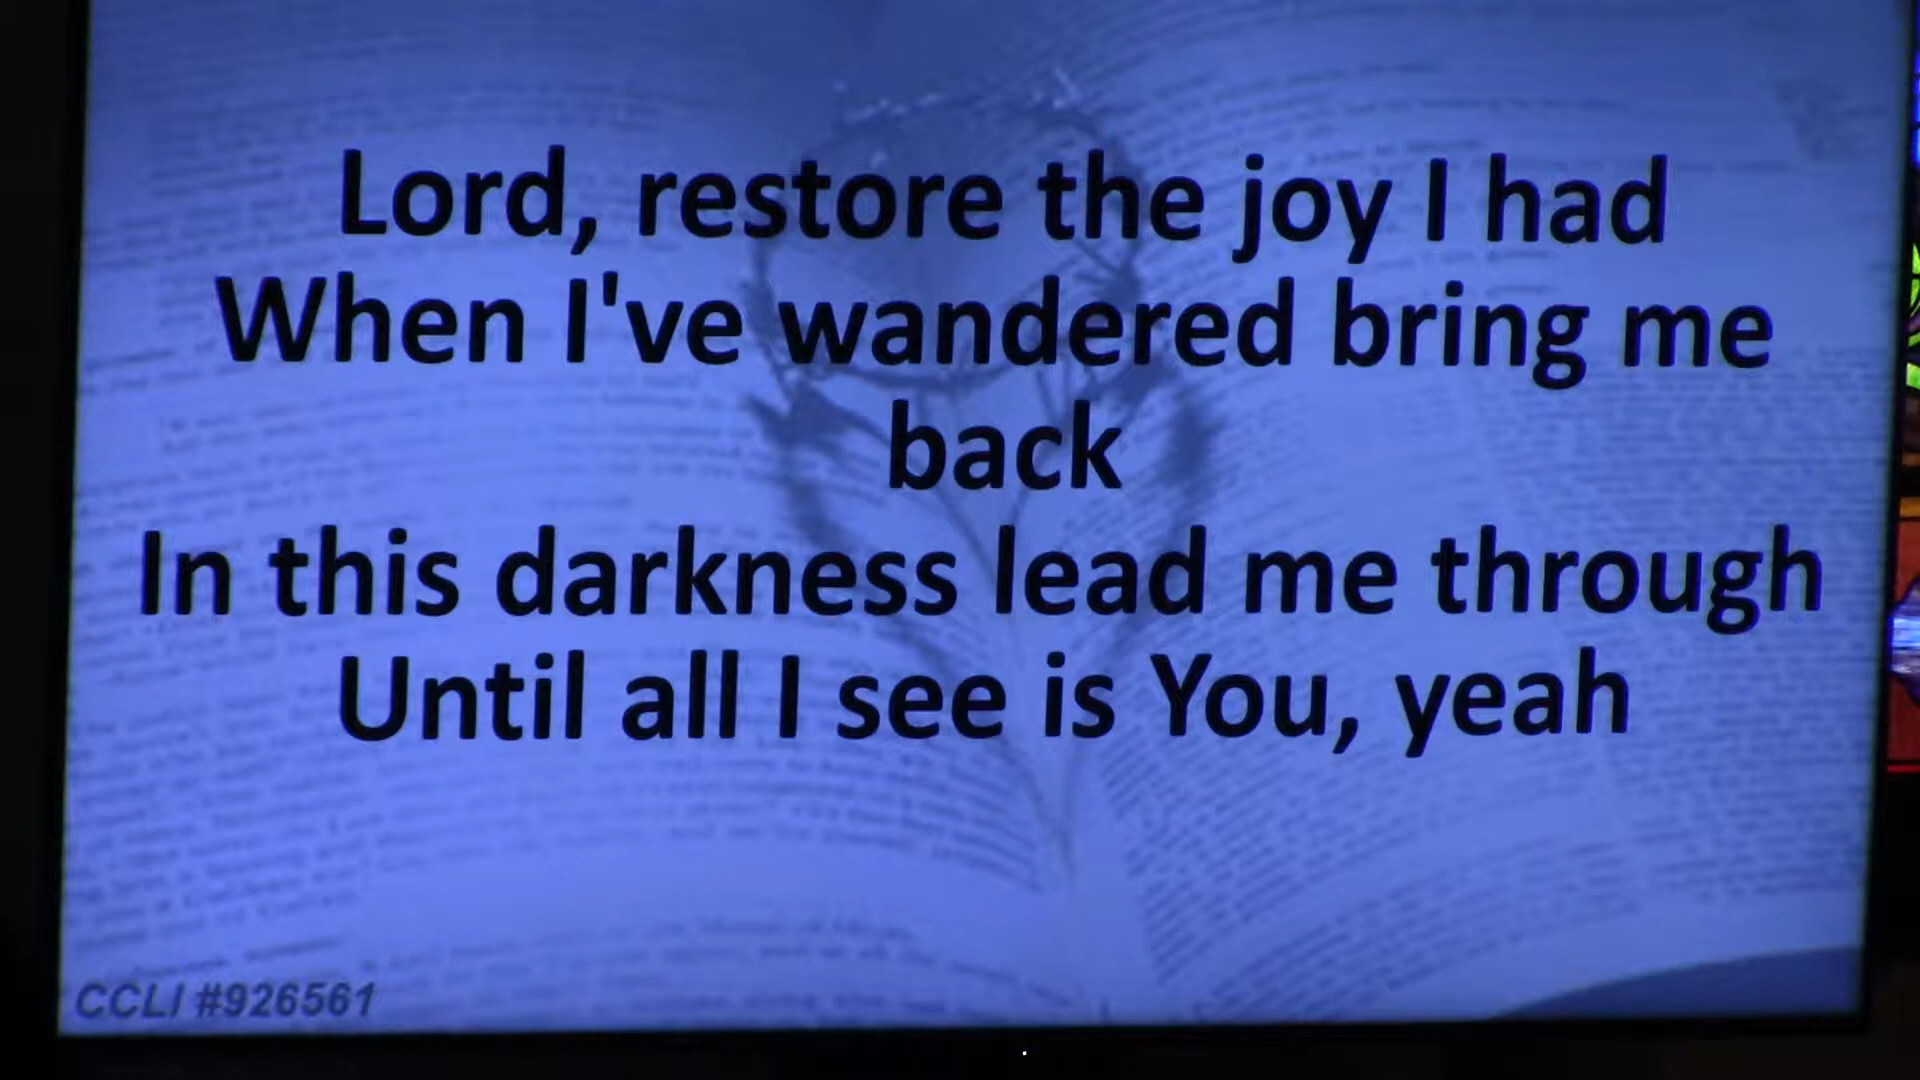 Lord, restore the joy I had
When I've wandered bring me
back
In this darkness lead me through
Until all I see is You, yeah
CCLI #926561